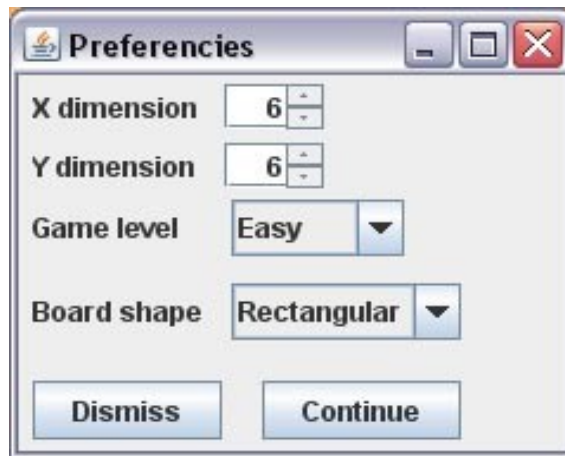 Preferencies
X dimension 6
Y dimension 6
Game level Easy
Board shape Rectangular
Dismiss Continue